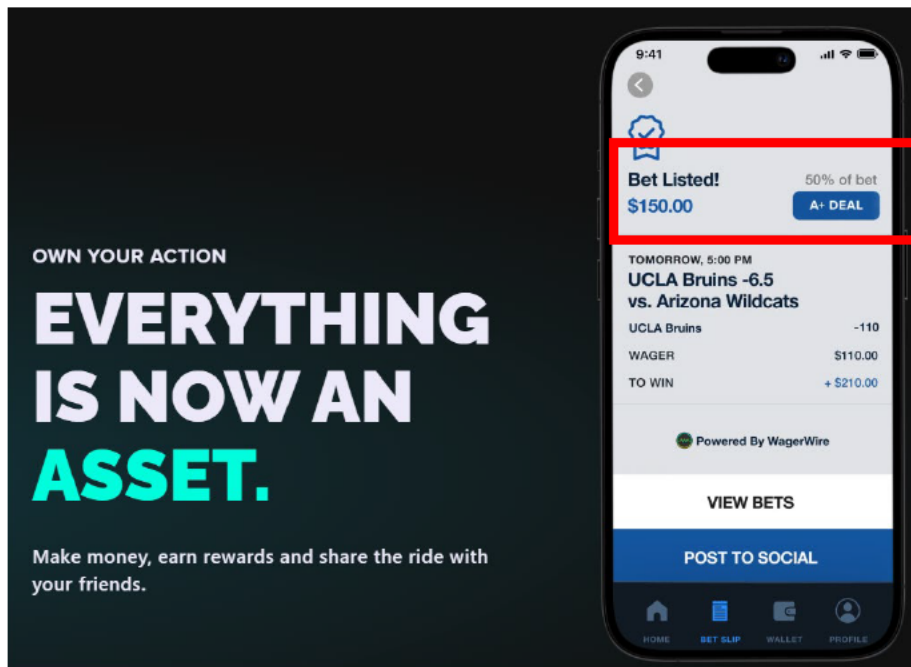 OWN YOUR ACTION
EVERYTHING
IS NOW AN
ASSET.
Make money, earn rewards and share the ride with
your friends.
9:41
Bet Listed!
50% of bet
$150.00
A+ DEAL
TOMORROW, 5:00 PM
UCLA Bruins -6.5
vs. Arizona Wildcats
UCLA Bruins -110
WAGER $110.00
TO WIN + $210.00
Powered By WagerWire
VIEW BETS
POST TO SOCIAL
HOME BET SLIP WALLET PROFILE